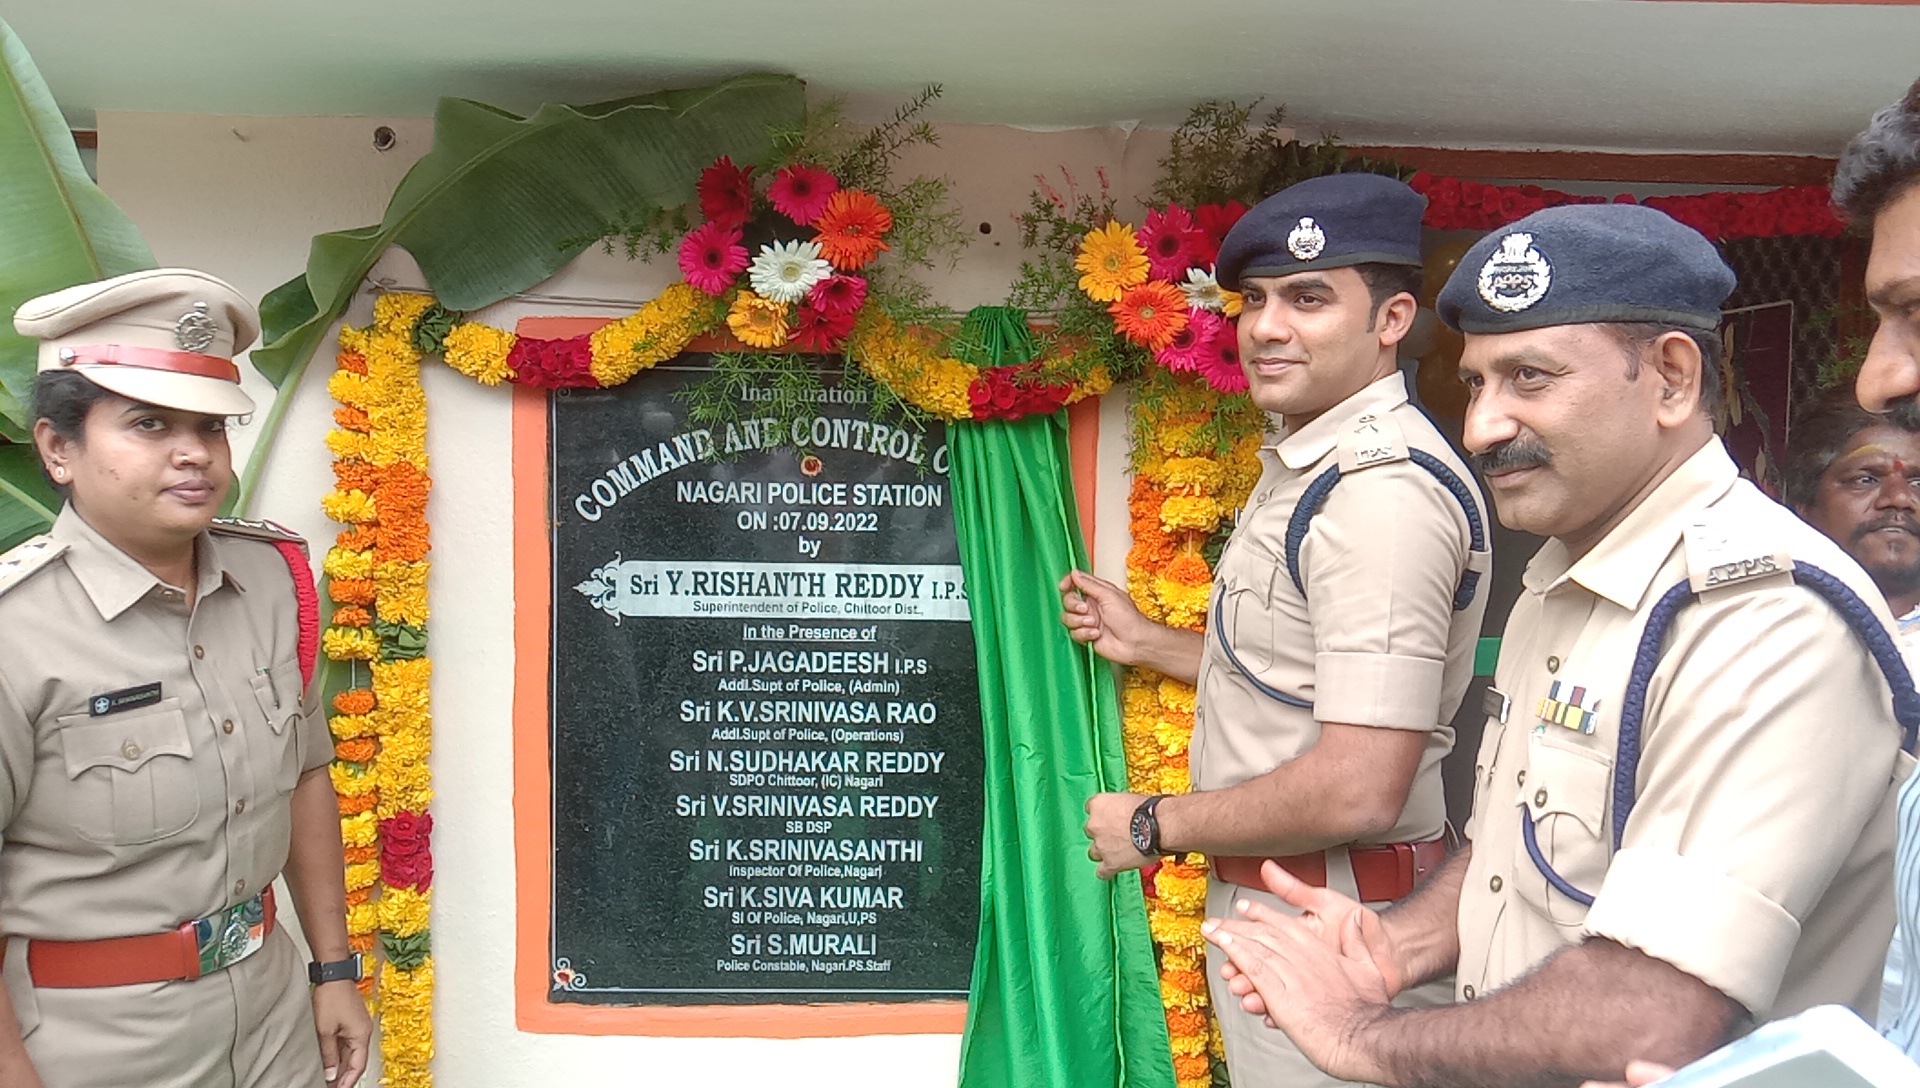 Inauguration
COMMAND AND CONTROL C
NAGARI POLICE STATION
ON :07.09.2022
by
Sri Y.RISHANTH REDDY I.P.S
Superintendent of Police, Chittoor Dist.,
In the Presence of
Sri P.JAGADEESH I.P.S
Addl.Supt of Police, (Admin)
Sri K.V.SRINIVASA RAO
Addl.Supt of Police, (Operations)
Sri N.SUDHAKAR REDDY
SDPO Chittoor, (IC) Nagari
Sri V.SRINIVASA REDDY
SB DSP
Sri K.SRINIVASANTHI
Inspector Of Police,Nagari
Sri K.SIVA KUMAR
SI Of Police, Nagari,U,PS
Sri S.MURALI
Police Constable, Nagari.PS.Staff
K. SRINIVASANTHI
APPS
A.P.P.S.